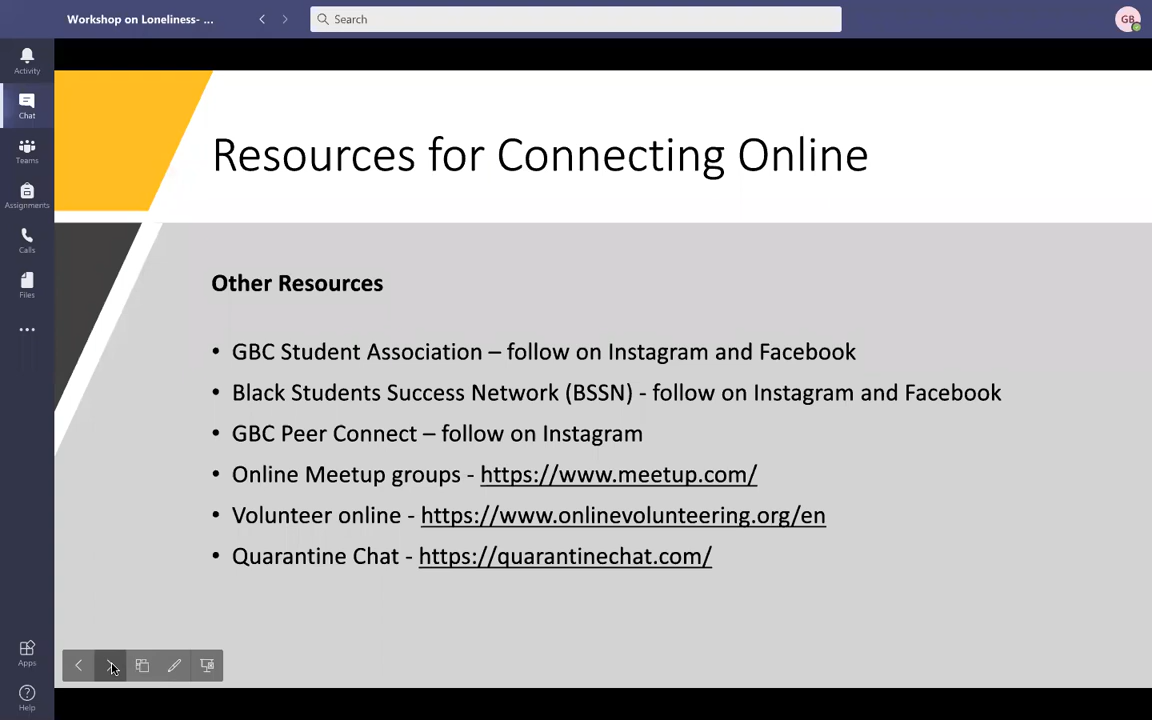 Workshop on Loneliness- ...
Search
GB
Activity
Chat
Teams
Assignments
Calls
Files
Apps
Help
Resources for Connecting Online
Other Resources
• GBC Student Association – follow on Instagram and Facebook
• Black Students Success Network (BSSN) - follow on Instagram and Facebook
• GBC Peer Connect – follow on Instagram
• Online Meetup groups - https://www.meetup.com/
• Volunteer online - https://www.onlinevolunteering.org/en
• Quarantine Chat - https://quarantinechat.com/